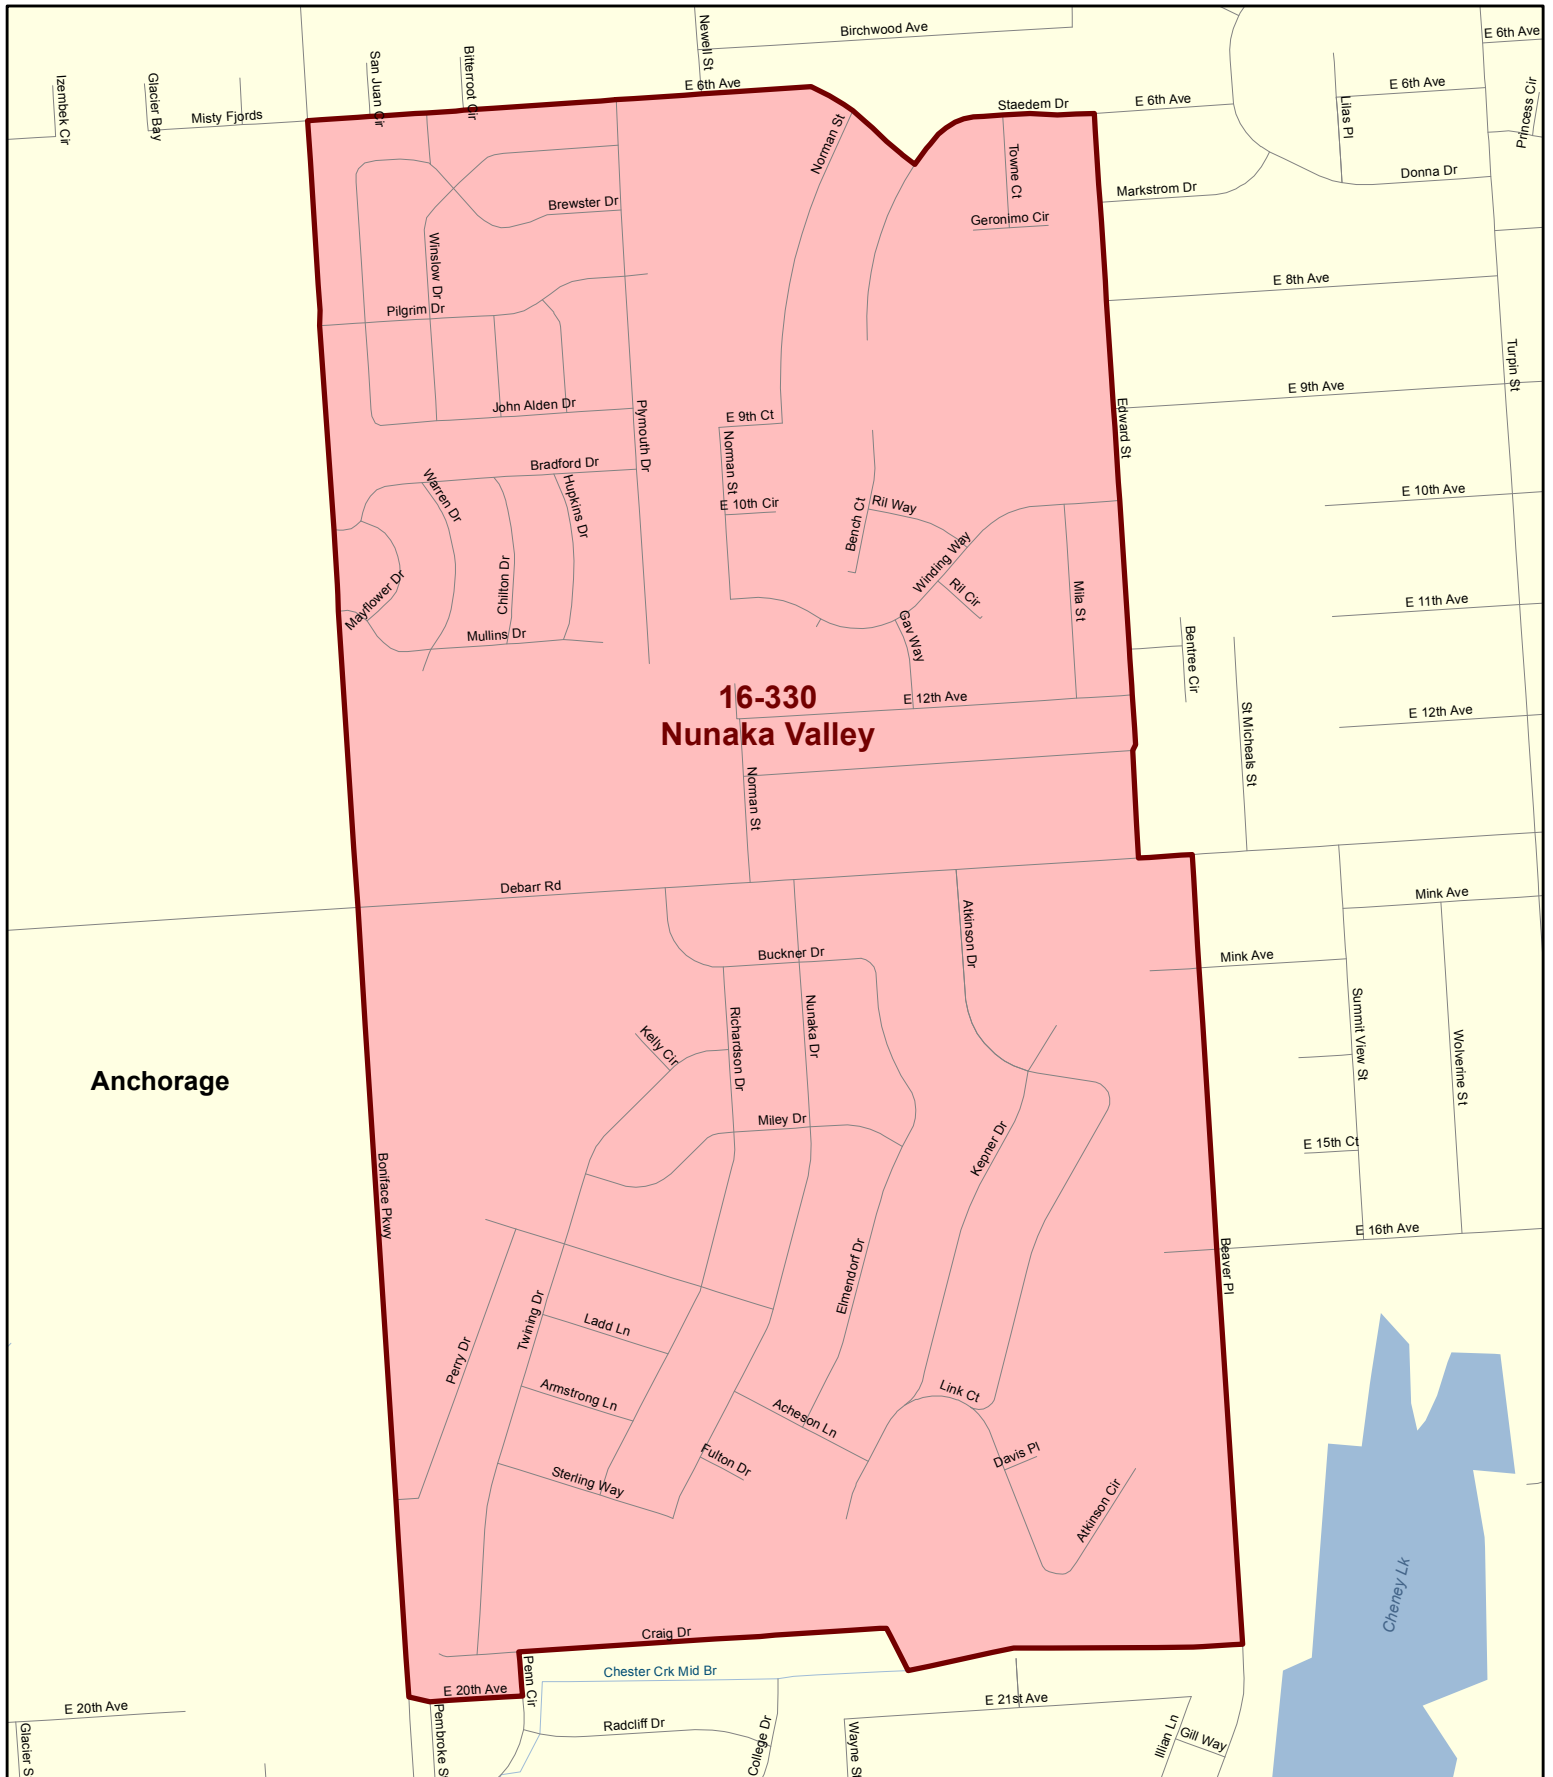 Birchwood Ave
Newell St
E 6th Ave
San Juan Cir
Bitterroot Cir
Izembek Cir
Glacier Bay
Misty Fjords
E 6th Ave
E 6th Ave
E 6th Ave
Staedem Dr
Princess Cir
Lilas Pl
Norman St
Towne Ct
Donna Dr
Markstrom Dr
Brewster Dr
Geronimo Cir
Winslow Dr
E 8th Ave
Pilgrim Dr
Turpin St
E 9th Ave
John Alden Dr
Plymouth Dr
E 9th Ct
Edward St
Norman St
Bradford Dr
Warren Dr
Hupkins Dr
E 10th Cir
Ril Way
Bench Ct
E 10th Ave
Winding Way
Mayflower Dr
Chilton Dr
Ril Cir
Mila St
E 11th Ave
Mullins Dr
Gav Way
Bentree Cir
16-330
Nunaka Valley
E 12th Ave
E 12th Ave
St Micheals St
Norman St
Debarr Rd
Mink Ave
Atkinson Dr
Buckner Dr
Mink Ave
Nunaka Dr
Richardson Dr
Kelly Cir
Summit View St
Wolverine St
Anchorage
Miley Dr
Kepner Dr
E 15th Ct
Boniface Pkwy
E 16th Ave
Beaver Pl
Elmendorf Dr
Twining Dr
Ladd Ln
Perry Dr
Armstrong Ln
Link Ct
Acheson Ln
Davis Pl
Fulton Dr
Sterling Way
Atkinson Cir
Cheney Lk
Craig Dr
Chester Crk Mid Br
Penn Cir
E 20th Ave
E 20th Ave
E 21st Ave
Radcliff Dr
Pembroke S
College Dr
Wayne St
Illian Ln
Gill Way
Glacier S